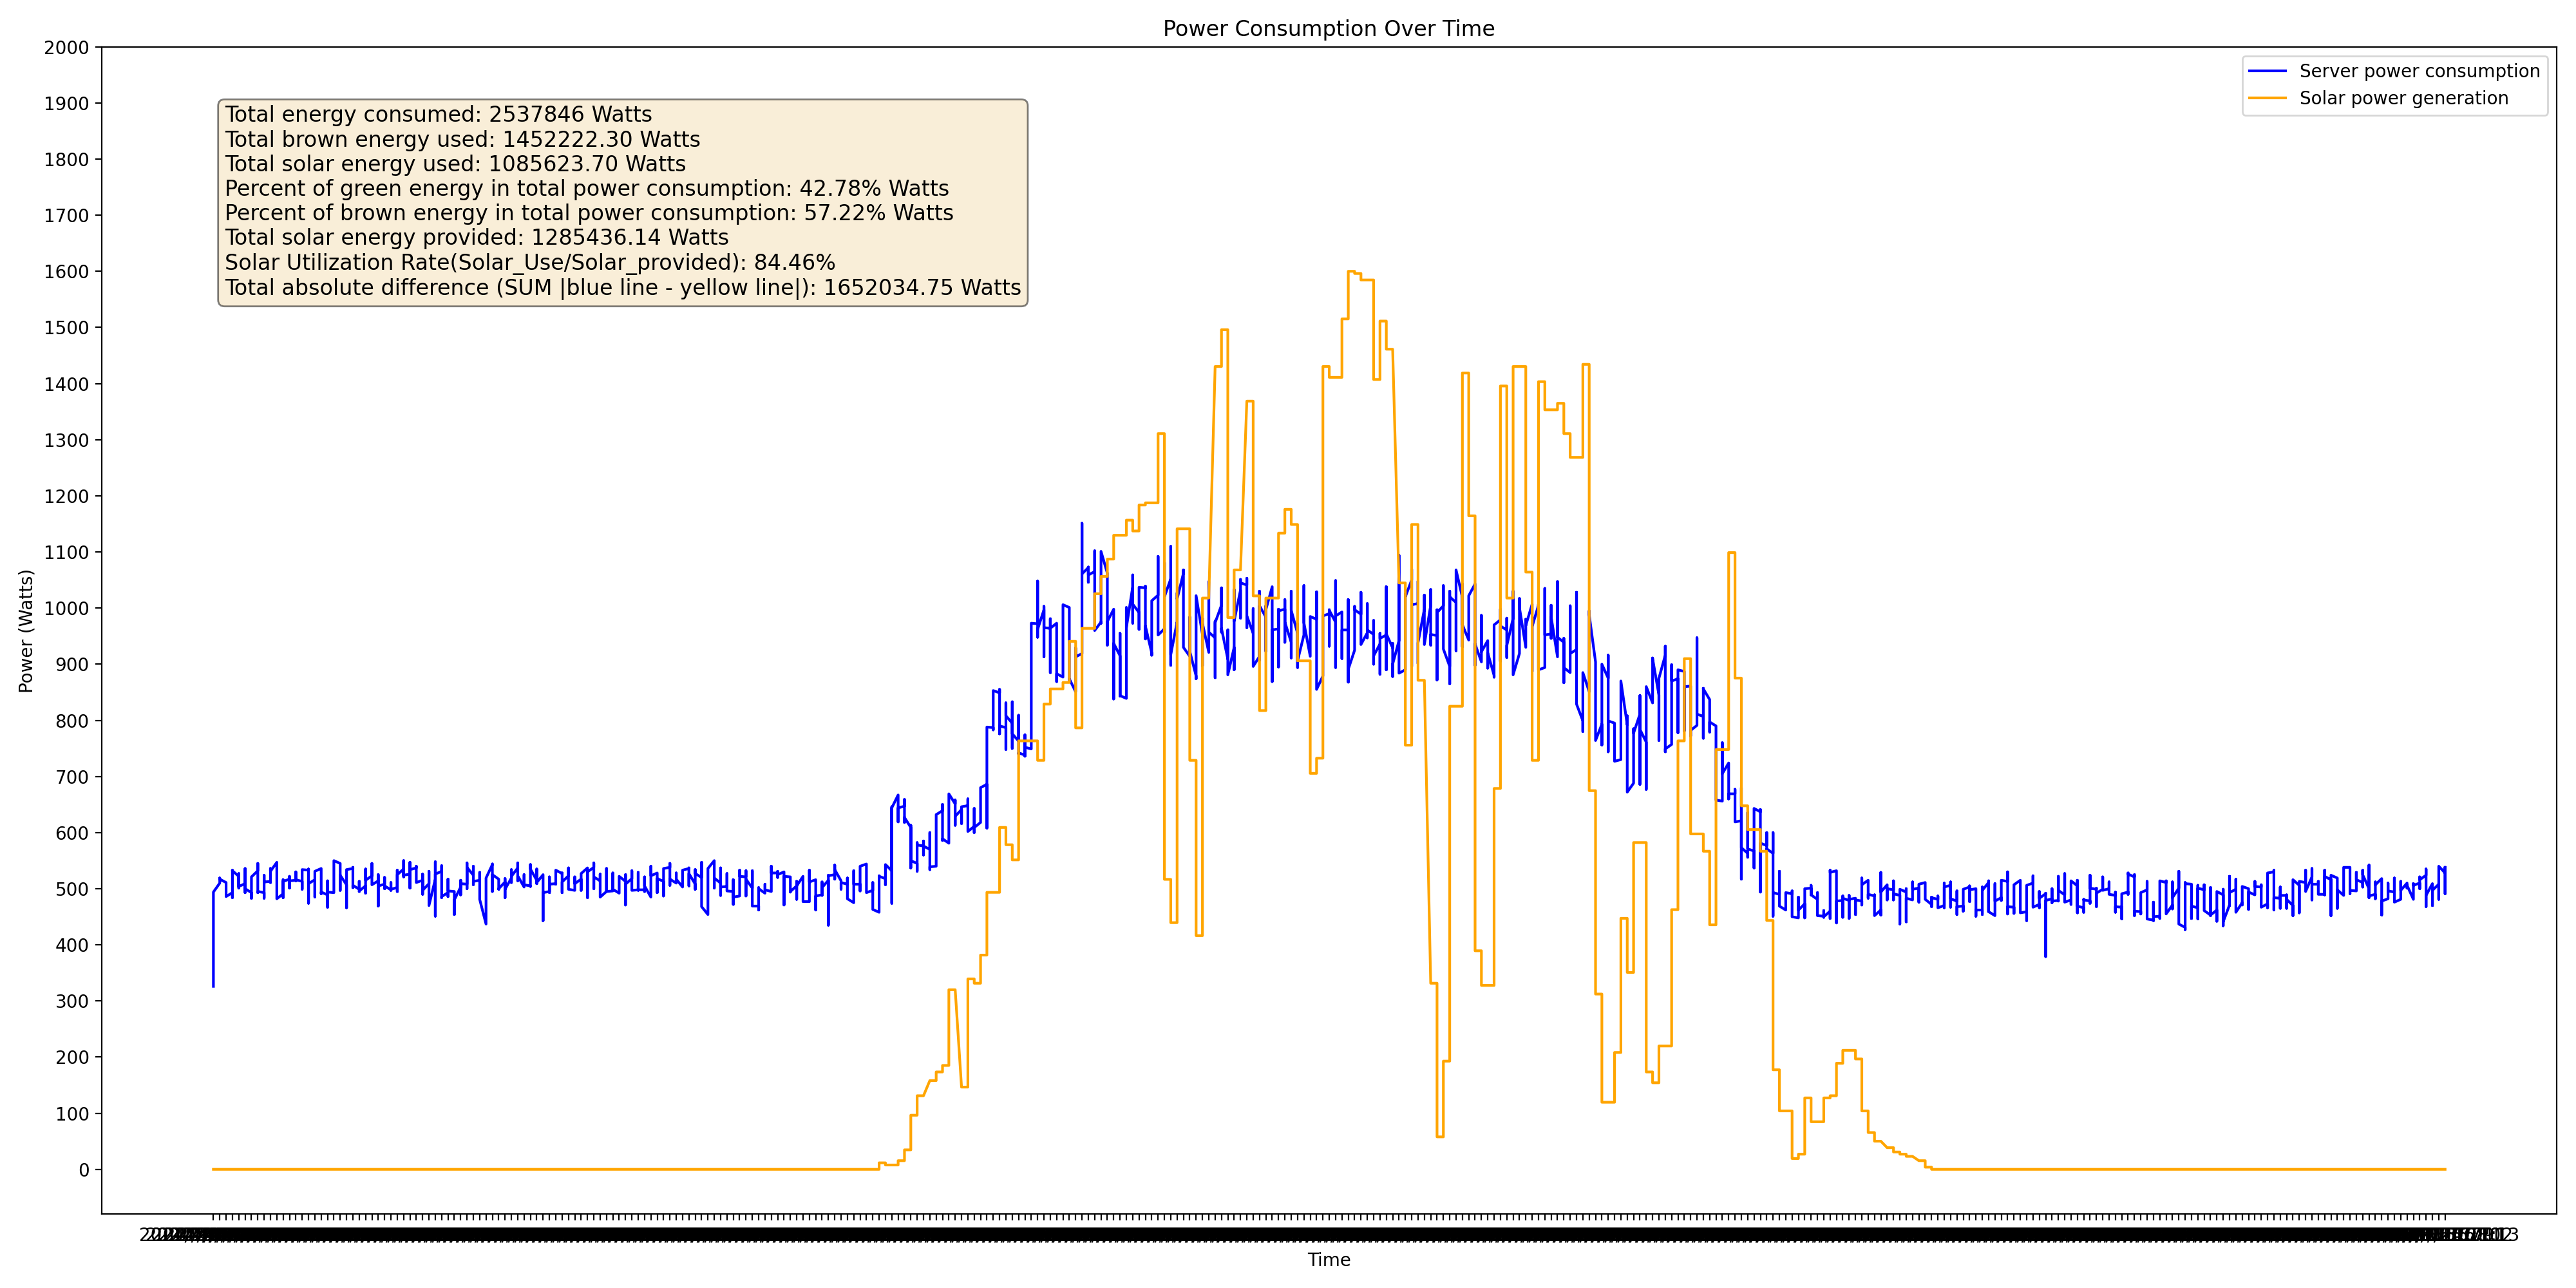 Power Consumption Over Time
2000
1900
1800
1700
1600
1500
1400
1300
1200
1100
1000
900
800
700
600
500
400
300
200
100
0
Power (Watts)
Total energy consumed: 2537846 Watts
Total brown energy used: 1452222.30 Watts
Total solar energy used: 1085623.70 Watts
Percent of green energy in total power consumption: 42.78% Watts
Percent of brown energy in total power consumption: 57.22% Watts
Total solar energy provided: 1285436.14 Watts
Solar Utilization Rate(Solar_Use/Solar_provided): 84.46%
Total absolute difference (SUM |blue line - yellow line|): 1652034.75 Watts
Server power consumption
Solar power generation
Time